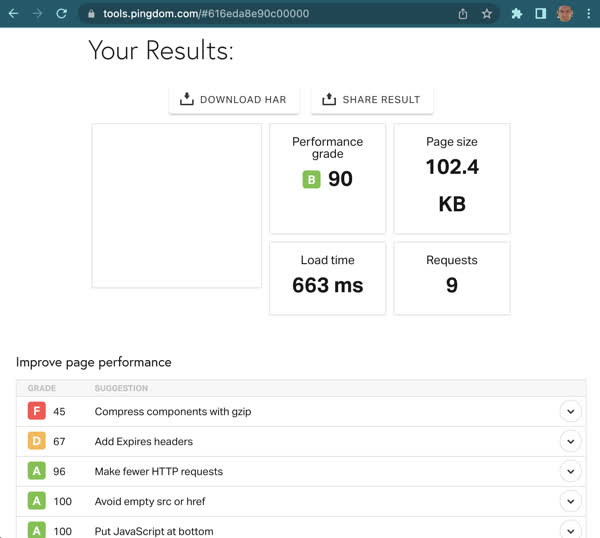 tools.pingdom.com/#616eda8e90c00000
Your Results:
DOWNLOAD HAR
SHARE RESULT
Performance
grade
B 90
Page size
102.4
KB
Load time
663 ms
Requests
9
Improve page performance
GRADE SUGGESTION
F 45 Compress components with gzip
D 67 Add Expires headers
A 96 Make fewer HTTP requests
A 100 Avoid empty src or href
A 100 Put JavaScript at bottom